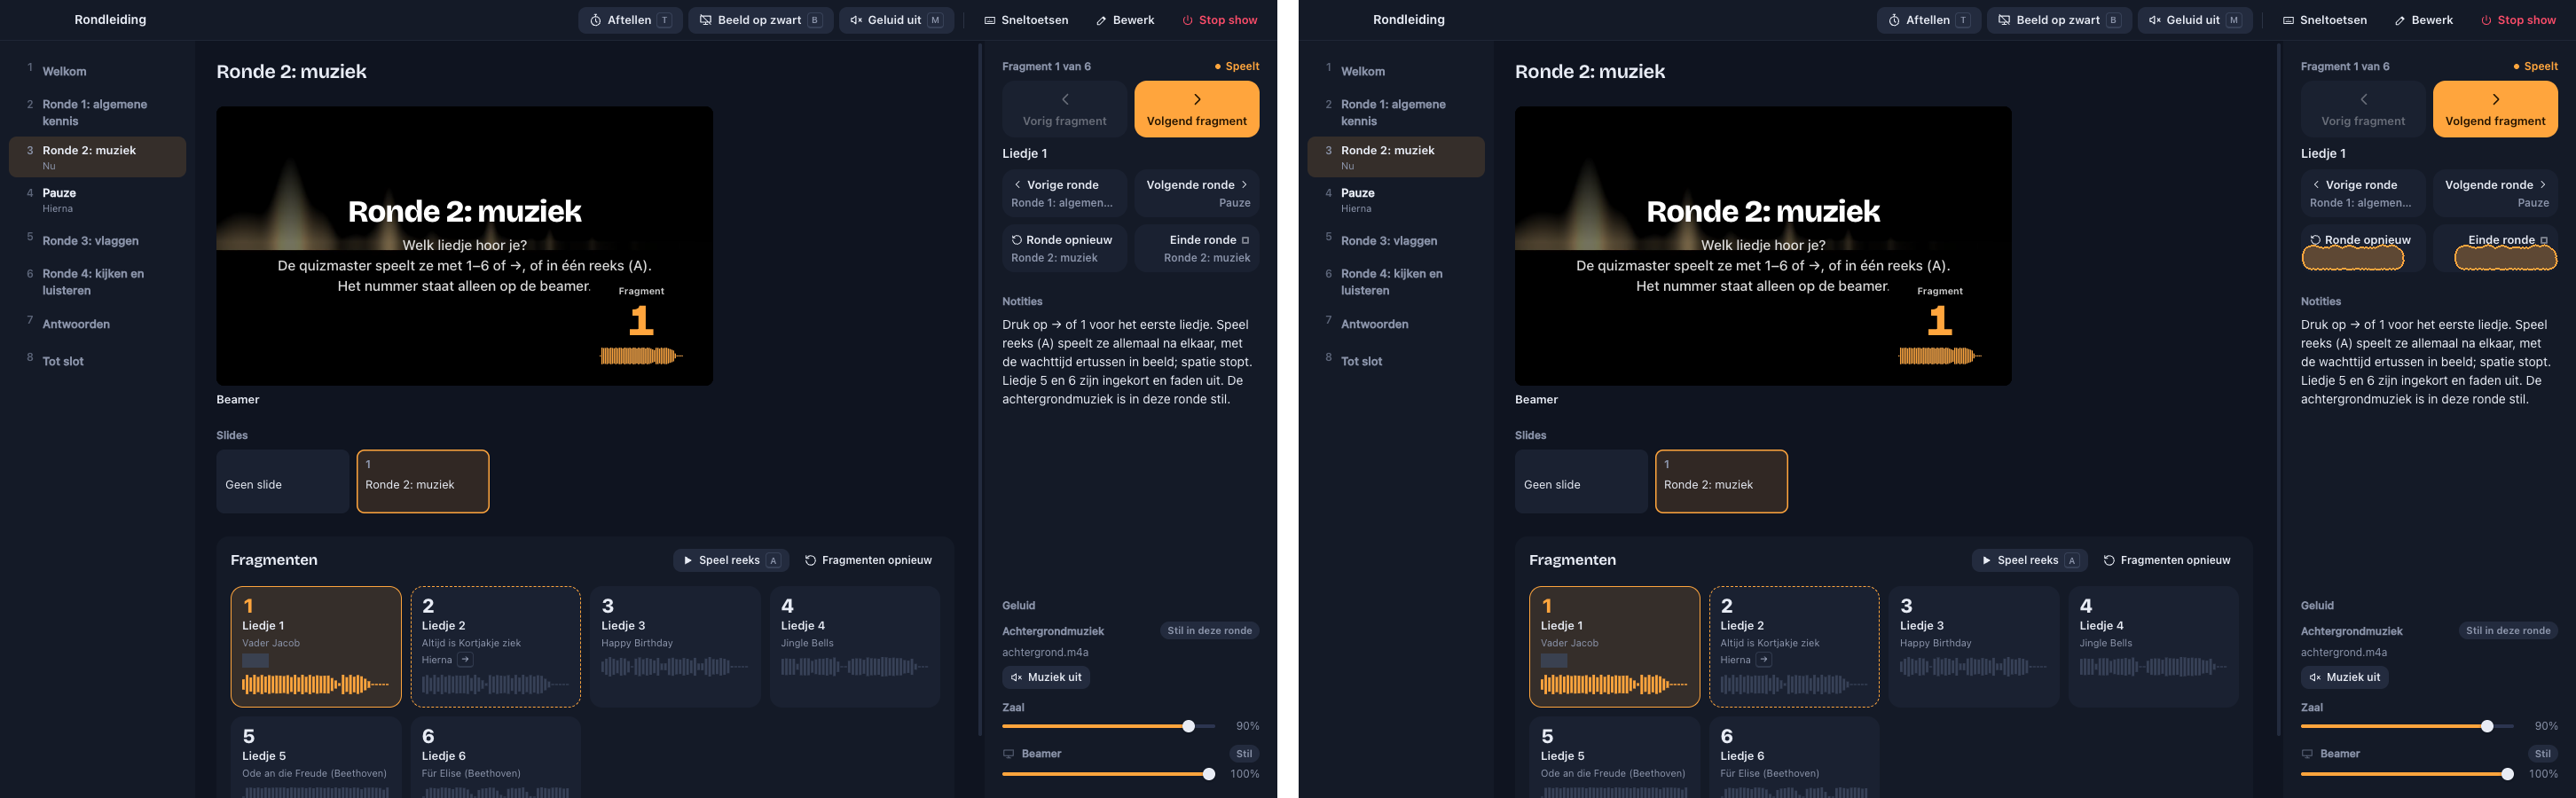 Rondleiding
Aftellen T
Beeld op zwart B
Geluid uit M
Sneltoetsen
Bewerk
Stop show
1 Welkom
2 Ronde 1: algemene
kennis
3 Ronde 2: muziek
Nu
4 Pauze
Hierna
5 Ronde 3: vlaggen
6 Ronde 4: kijken en
luisteren
7 Antwoorden
8 Tot slot
Ronde 2: muziek
Ronde 2: muziek
Welk liedje hoor je?
De quizmaster speelt ze met 1–6 of →, of in één reeks (A).
Het nummer staat alleen op de beamer.
Fragment
1
Beamer
Slides
Geen slide
1
Ronde 2: muziek
Fragmenten
Speel reeks A
Fragmenten opnieuw
1
Liedje 1
Vader Jacob
2
Liedje 2
Altijd is Kortjakje ziek
Hierna →
3
Liedje 3
Happy Birthday
4
Liedje 4
Jingle Bells
5
Liedje 5
Ode an die Freude (Beethoven)
6
Liedje 6
Für Elise (Beethoven)
Fragment 1 van 6
Speelt
Vorig fragment
Volgend fragment
Liedje 1
Vorige ronde
Ronde 1: algemen...
Volgende ronde
Pauze
Ronde opnieuw
Ronde 2: muziek
Einde ronde
Ronde 2: muziek
Notities
Druk op → of 1 voor het eerste liedje. Speel
reeks (A) speelt ze allemaal na elkaar, met
de wachttijd ertussen in beeld; spatie stopt.
Liedje 5 en 6 zijn ingekort en faden uit. De
achtergrondmuziek is in deze ronde stil.
Geluid
Achtergrondmuziek
Stil in deze ronde
achtergrond.m4a
Muziek uit
Zaal
90%
Beamer
Stil
100%
Rondleiding
Aftellen T
Beeld op zwart B
Geluid uit M
Sneltoetsen
Bewerk
Stop show
1 Welkom
2 Ronde 1: algemene
kennis
3 Ronde 2: muziek
Nu
4 Pauze
Hierna
5 Ronde 3: vlaggen
6 Ronde 4: kijken en
luisteren
7 Antwoorden
8 Tot slot
Ronde 2: muziek
Ronde 2: muziek
Welk liedje hoor je?
De quizmaster speelt ze met 1–6 of →, of in één reeks (A).
Het nummer staat alleen op de beamer.
Fragment
1
Beamer
Slides
Geen slide
1
Ronde 2: muziek
Fragmenten
Speel reeks A
Fragmenten opnieuw
1
Liedje 1
Vader Jacob
2
Liedje 2
Altijd is Kortjakje ziek
Hierna →
3
Liedje 3
Happy Birthday
4
Liedje 4
Jingle Bells
5
Liedje 5
Ode an die Freude (Beethoven)
6
Liedje 6
Für Elise (Beethoven)
Fragment 1 van 6
Speelt
Vorig fragment
Volgend fragment
Liedje 1
Vorige ronde
Ronde 1: algemen...
Volgende ronde
Pauze
Ronde opnieuw
Einde ronde
Notities
Druk op → of 1 voor het eerste liedje. Speel
reeks (A) speelt ze allemaal na elkaar, met
de wachttijd ertussen in beeld; spatie stopt.
Liedje 5 en 6 zijn ingekort en faden uit. De
achtergrondmuziek is in deze ronde stil.
Geluid
Achtergrondmuziek
Stil in deze ronde
achtergrond.m4a
Muziek uit
Zaal
90%
Beamer
Stil
100%